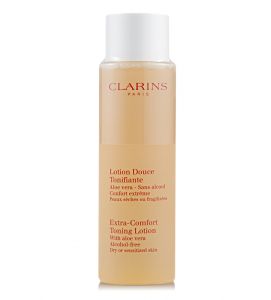 CLARINS
PARIS
Lotion Douce
Tonifiante
Aloe vera - Sans alcool
Confort extrême
Peaux sèches ou fragilisées
Extra-Comfort
Toning Lotion
With aloe vera
Alcohol-free
Dry or sensitized skin